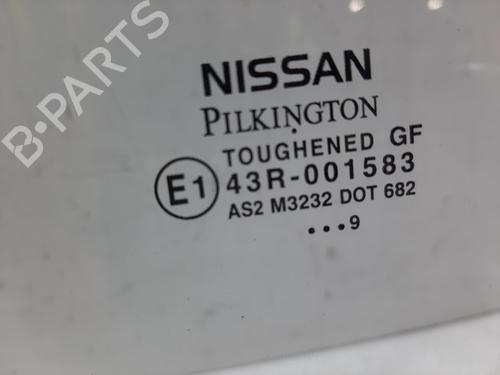 B-PARTS
NISSAN
PILKINGTON
TOUGHENED GF
E1 43R-001583
AS2 M3232 DOT 682
•••9